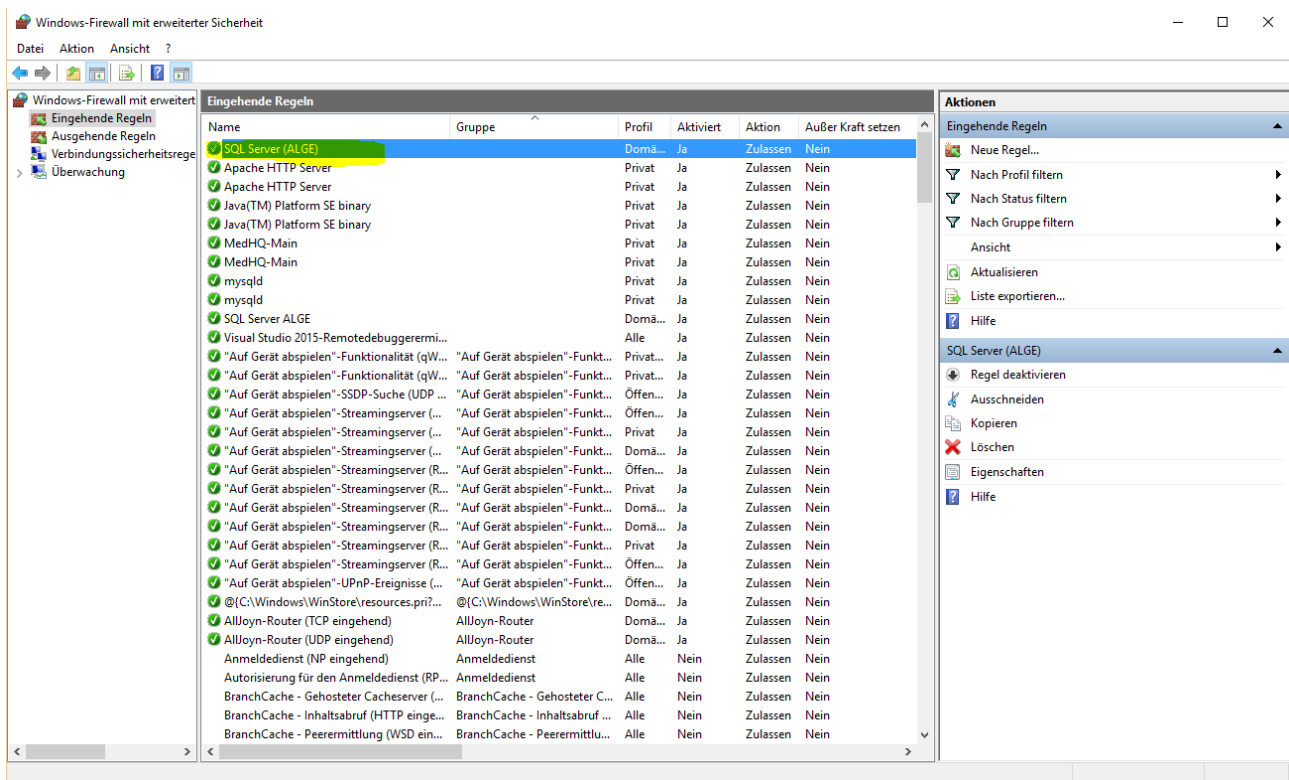 Windows-Firewall mit erweiterter Sicherheit
Datei Aktion Ansicht ?
Windows-Firewall mit erweitert
Eingehende Regeln
Ausgehende Regeln
Verbindungssicherheitsrege
Überwachung
Eingehende Regeln
Name Gruppe Profil Aktiviert Aktion Außer Kraft setzen
SQL Server (ALGE) Domä... Ja Zulassen Nein
Apache HTTP Server Privat Ja Zulassen Nein
Apache HTTP Server Privat Ja Zulassen Nein
Java(TM) Platform SE binary Privat Ja Zulassen Nein
Java(TM) Platform SE binary Privat Ja Zulassen Nein
MedHQ-Main Privat Ja Zulassen Nein
MedHQ-Main Privat Ja Zulassen Nein
mysqld Privat Ja Zulassen Nein
mysqld Privat Ja Zulassen Nein
SQL Server ALGE Domä... Ja Zulassen Nein
Visual Studio 2015-Remotedebuggerermi... Alle Ja Zulassen Nein
"Auf Gerät abspielen"-Funktionalität (qW... "Auf Gerät abspielen"-Funkt... Privat... Ja Zulassen Nein
"Auf Gerät abspielen"-Funktionalität (qW... "Auf Gerät abspielen"-Funkt... Privat... Ja Zulassen Nein
"Auf Gerät abspielen"-SSDP-Suche (UDP ... "Auf Gerät abspielen"-Funkt... Öffen... Ja Zulassen Nein
"Auf Gerät abspielen"-Streamingserver (... "Auf Gerät abspielen"-Funkt... Öffen... Ja Zulassen Nein
"Auf Gerät abspielen"-Streamingserver (... "Auf Gerät abspielen"-Funkt... Privat Ja Zulassen Nein
"Auf Gerät abspielen"-Streamingserver (... "Auf Gerät abspielen"-Funkt... Domä... Ja Zulassen Nein
"Auf Gerät abspielen"-Streamingserver (R... "Auf Gerät abspielen"-Funkt... Öffen... Ja Zulassen Nein
"Auf Gerät abspielen"-Streamingserver (R... "Auf Gerät abspielen"-Funkt... Privat Ja Zulassen Nein
"Auf Gerät abspielen"-Streamingserver (R... "Auf Gerät abspielen"-Funkt... Domä... Ja Zulassen Nein
"Auf Gerät abspielen"-Streamingserver (R... "Auf Gerät abspielen"-Funkt... Domä... Ja Zulassen Nein
"Auf Gerät abspielen"-Streamingserver (R... "Auf Gerät abspielen"-Funkt... Privat Ja Zulassen Nein
"Auf Gerät abspielen"-Streamingserver (R... "Auf Gerät abspielen"-Funkt... Öffen... Ja Zulassen Nein
"Auf Gerät abspielen"-UPnP-Ereignisse (... "Auf Gerät abspielen"-Funkt... Öffen... Ja Zulassen Nein
@{C:\Windows\WinStore\resources.pri?... @{C:\Windows\WinStore\re... Domä... Ja Zulassen Nein
AllJoyn-Router (TCP eingehend) AllJoyn-Router Domä... Ja Zulassen Nein
AllJoyn-Router (UDP eingehend) AllJoyn-Router Domä... Ja Zulassen Nein
Anmeldedienst (NP eingehend) Anmeldedienst Alle Nein Zulassen Nein
Autorisierung für den Anmeldedienst (RP... Anmeldedienst Alle Nein Zulassen Nein
BranchCache - Gehosteter Cacheserver (... BranchCache - Gehosteter C... Alle Nein Zulassen Nein
BranchCache - Inhaltsabruf (HTTP einge... BranchCache - Inhaltsabruf ... Alle Nein Zulassen Nein
BranchCache - Peerermittlung (WSD ein... BranchCache - Peerermittlu... Alle Nein Zulassen Nein
Aktionen
Eingehende Regeln
Neue Regel...
Nach Profil filtern
Nach Status filtern
Nach Gruppe filtern
Ansicht
Aktualisieren
Liste exportieren...
Hilfe
SQL Server (ALGE)
Regel deaktivieren
Ausschneiden
Kopieren
Löschen
Eigenschaften
Hilfe